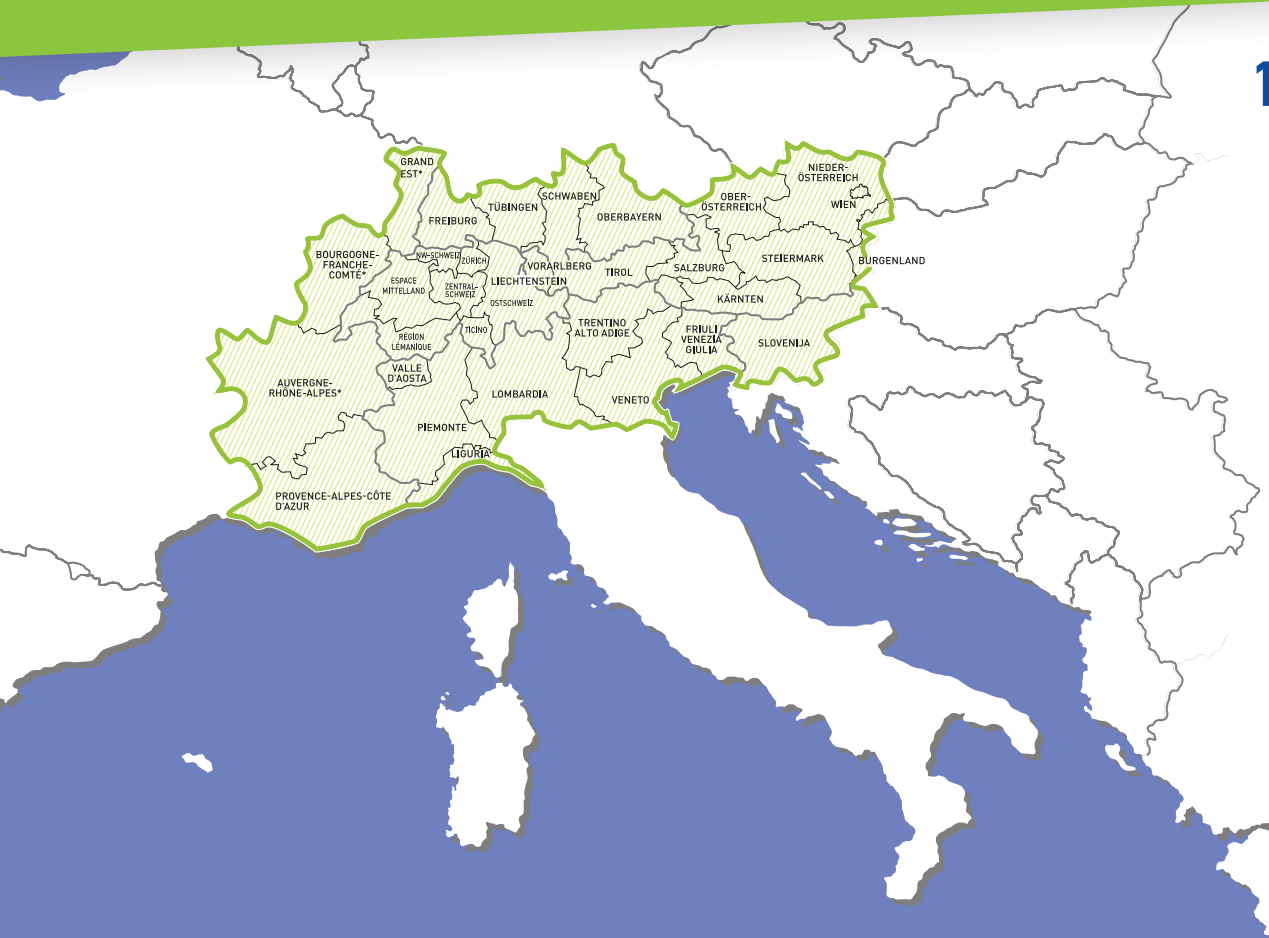 1
GRAND
EST*
NIEDER-
ÖSTERREICH
SCHWABEN
OBER-
ÖSTERREICH
WIEN
TÜBINGEN
OBERBAYERN
FREIBURG
BOURGOGNE-
FRANCHE-
COMTÉ*
NW-SCHWEIZ
ZÜRICH
VORARLBERG
TIROL
SALZBURG
STEIERMARK
BURGENLAND
ESPACE
MITTELLAND
ZENTRAL-
SCHWEIZ
LIECHTENSTEIN
OSTSCHWEIZ
KÄRNTEN
RÉGION
LÉMANIQUE
TICINO
TRENTINO
ALTO ADIGE
FRIULI
VENEZIA
GIULIA
SLOVENIJA
VALLE
D'AOSTA
AUVERGNE-
RHÔNE-ALPES*
LOMBARDIA
VENETO
PIEMONTE
LIGURIA
PROVENCE-ALPES-CÔTE
D'AZUR